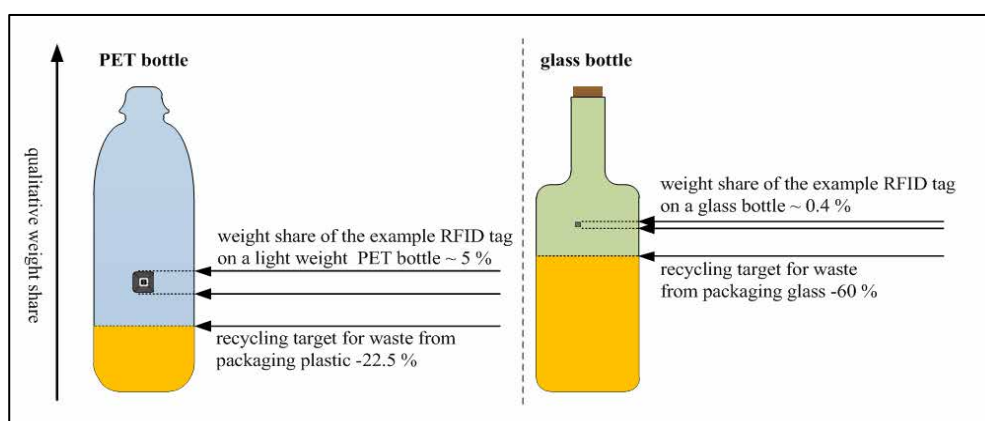 PET bottle
qualitative weight share
weight share of the example RFID tag
on a light weight  PET bottle ~ 5 %
recycling target for waste from
packaging plastic -22.5 %
glass bottle
weight share of the example RFID tag
on a glass bottle ~ 0.4 %
recycling target for waste
from packaging glass -60 %